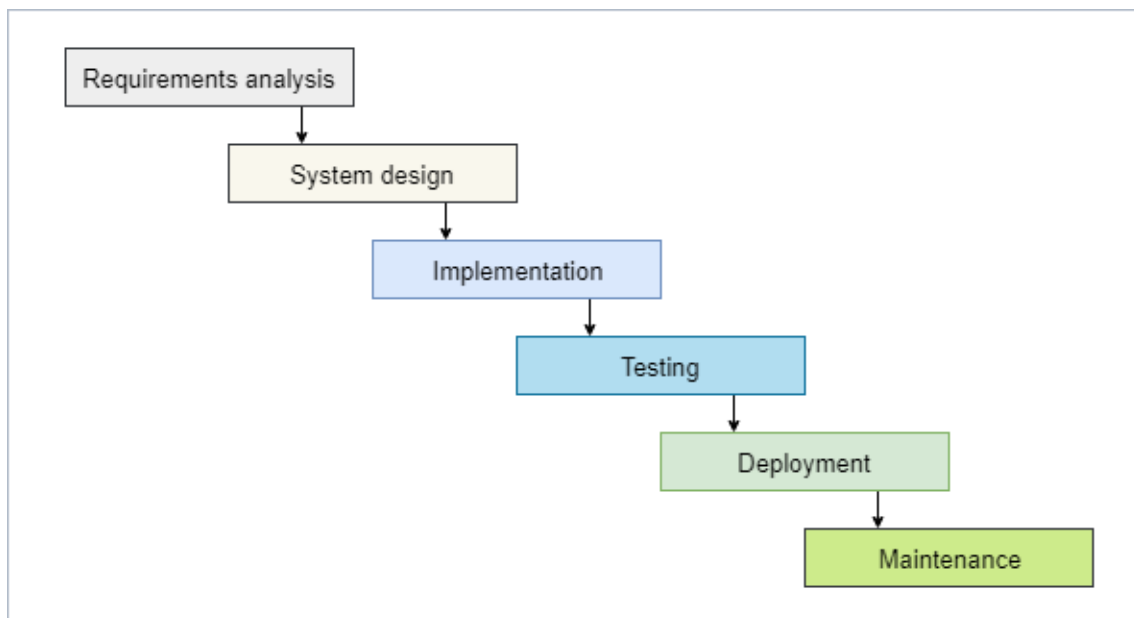 Requirements analysis
System design
Implementation
Testing
Deployment
Maintenance